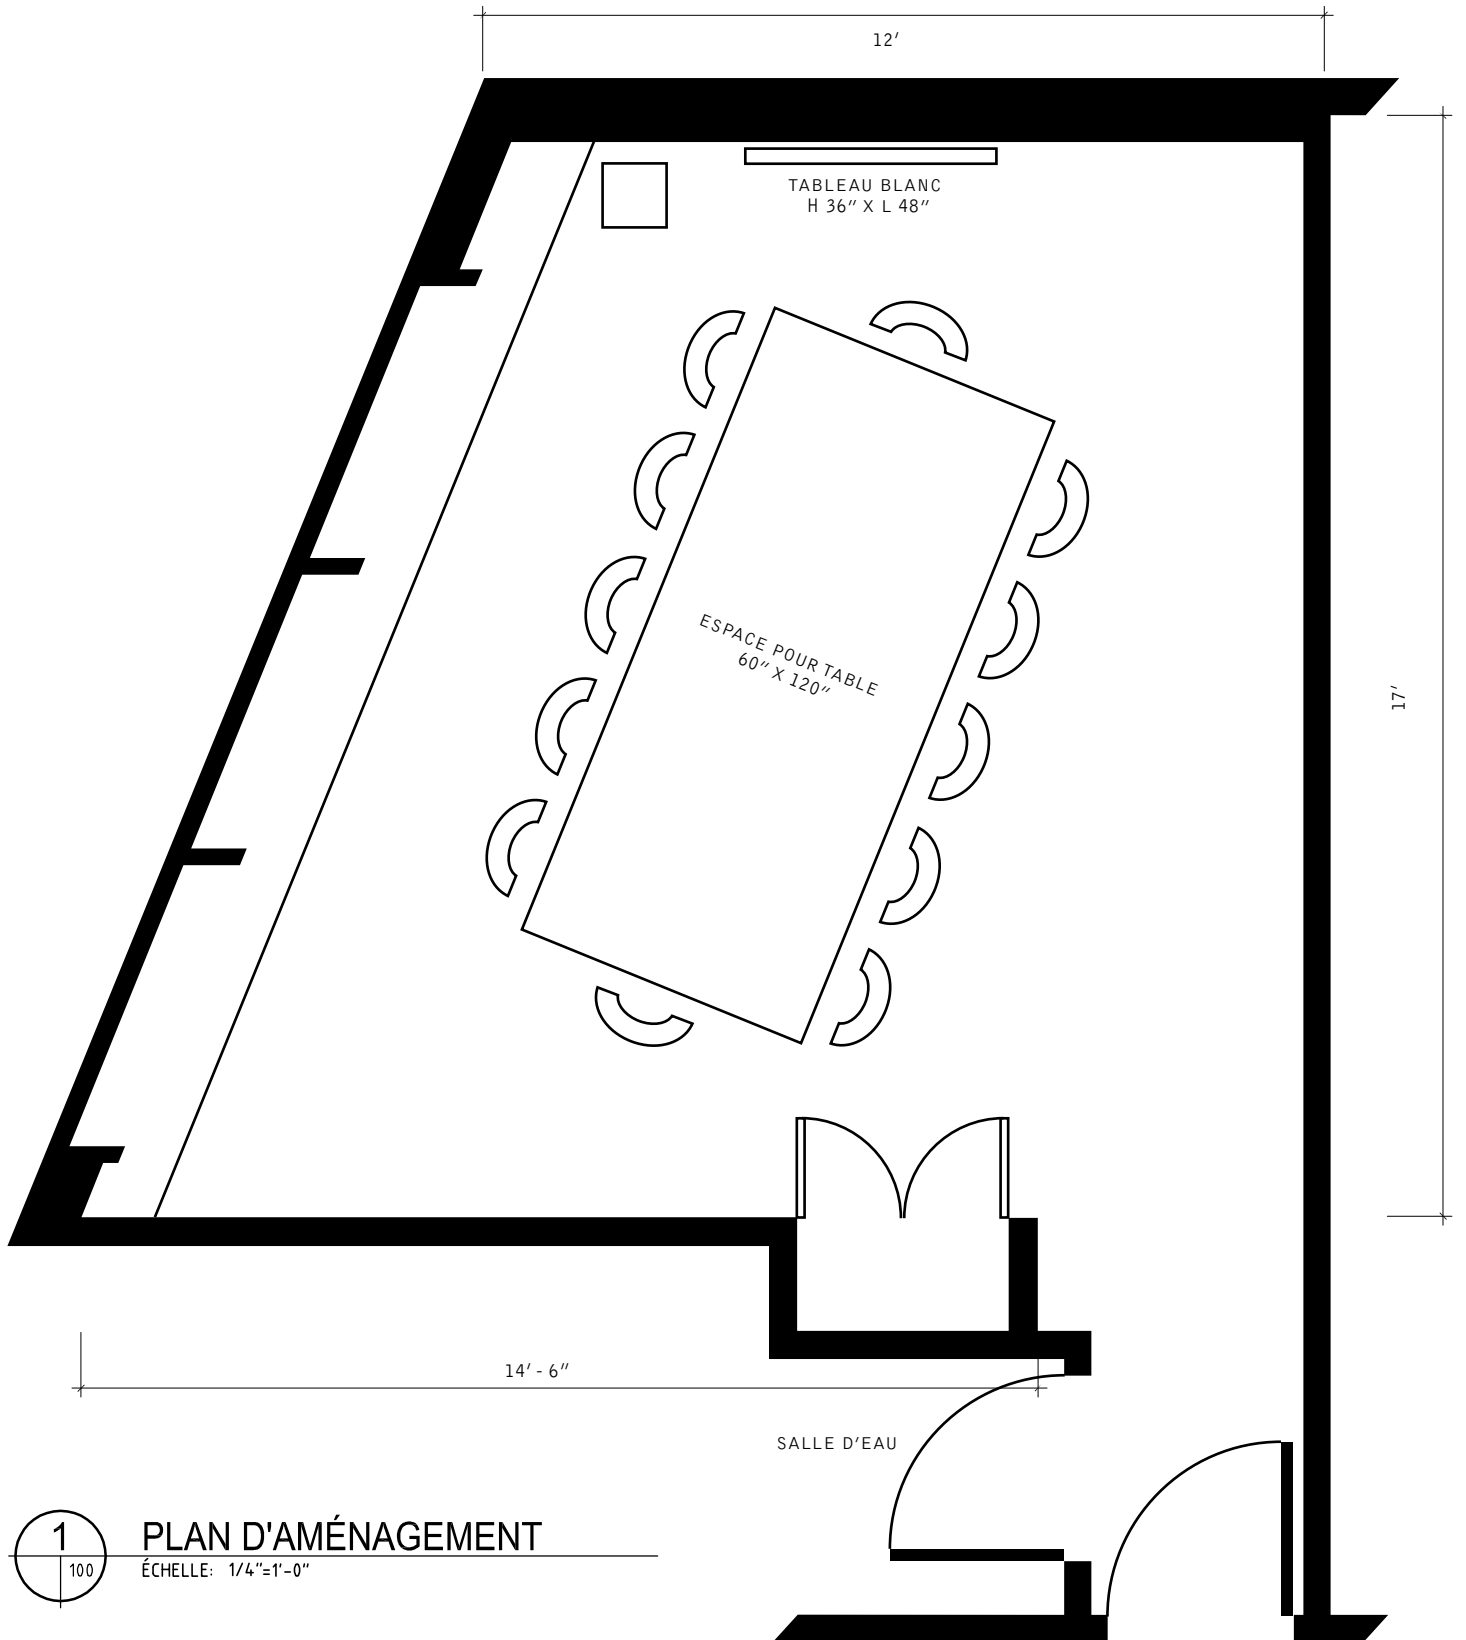 12'
TABLEAU BLANC
H 36" X L 48"
ESPACE POUR TABLE
60" X 120"
17'
14' - 6"
SALLE D'EAU
1
100
PLAN D'AMÉNAGEMENT
ÉCHELLE: 1/4"=1'-0"